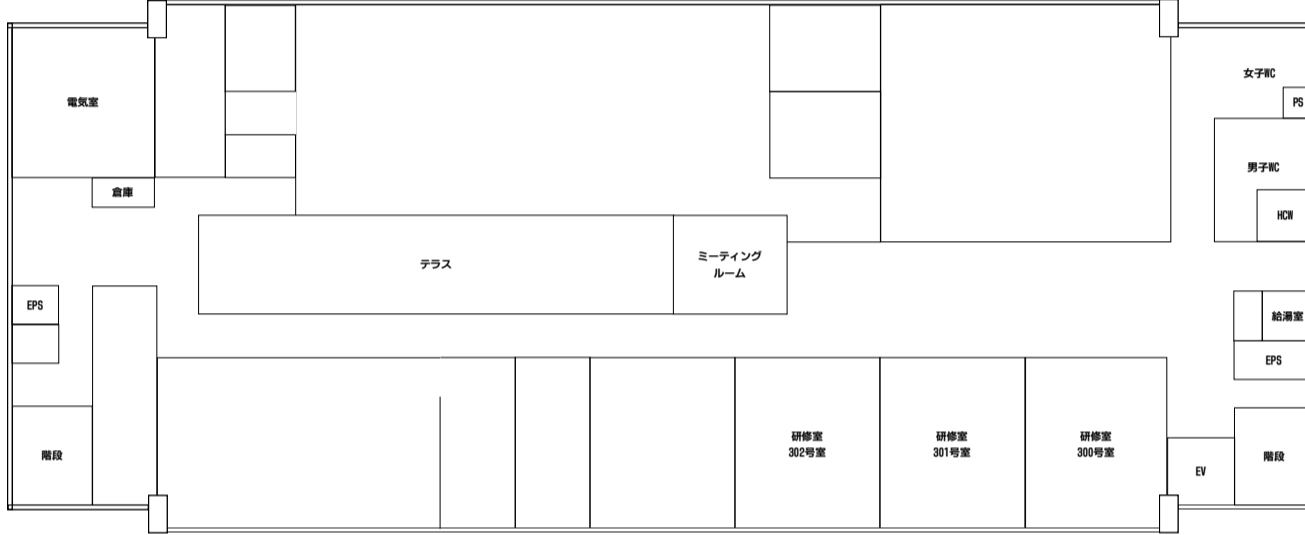 女子WC
電気室
PS
男子WC
倉庫
HCW
テラス
ミーティング
ルーム
EPS
給湯室
EPS
階段
研修室
302号室
研修室
301号室
研修室
300号室
EV
階段